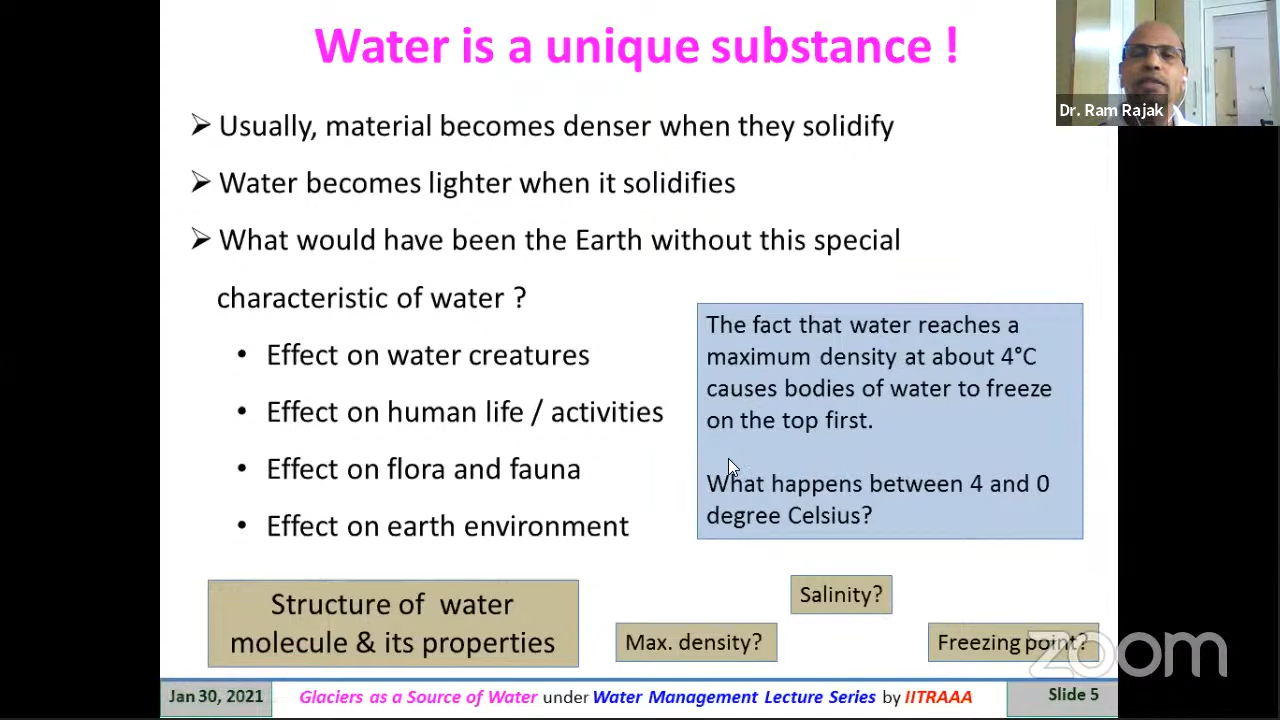 Water is a unique substance !
Dr. Ram Rajak
Usually, material becomes denser when they solidify
Water becomes lighter when it solidifies
What would have been the Earth without this special
characteristic of water ?
Effect on water creatures
Effect on human life / activities
Effect on flora and fauna
Effect on earth environment
The fact that water reaches a
maximum density at about 4°C
causes bodies of water to freeze
on the top first.
What happens between 4 and 0
degree Celsius?
Structure of water
molecule & its properties
Salinity?
Max. density?
Freezing point?
zoom
Jan 30, 2021
Glaciers as a Source of Water under Water Management Lecture Series by IITRAAA
Slide 5